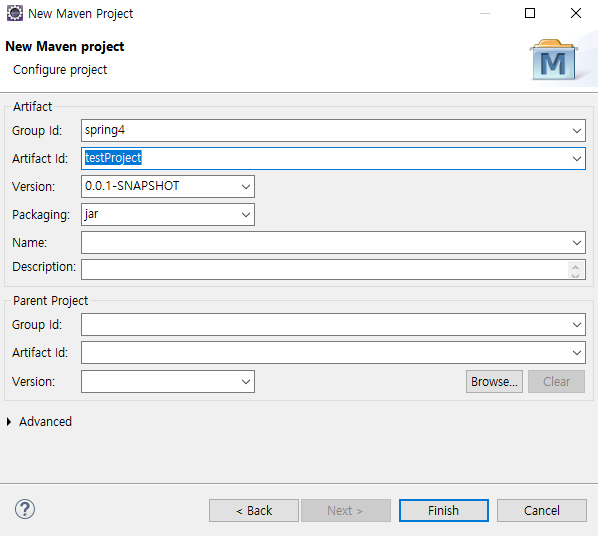 New Maven Project
New Maven project
Configure project
M
Artifact
Group Id: spring4
Artifact Id: testProject
Version: 0.0.1-SNAPSHOT
Packaging: jar
Name:
Description:
Parent Project
Group Id:
Artifact Id:
Version: Browse... Clear
Advanced
? < Back Next > Finish Cancel